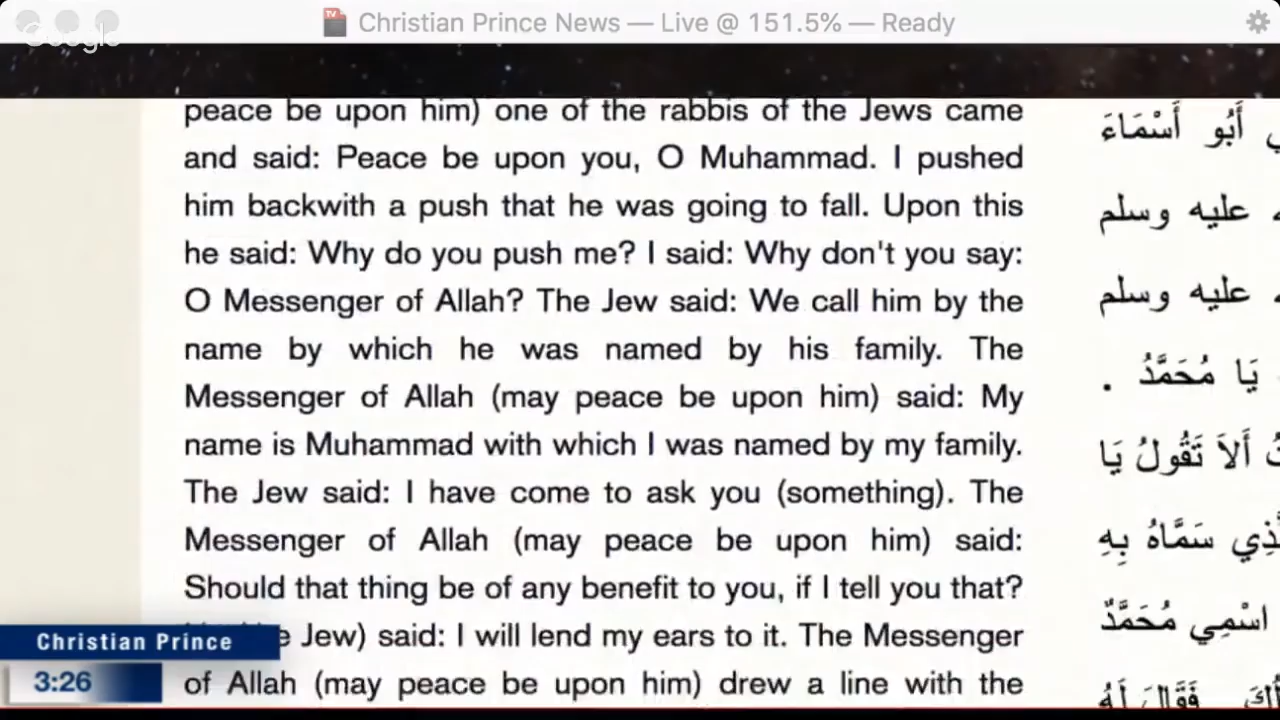 Christian Prince News — Live @ 151.5% — Ready
Google
peace be upon him) one of the rabbis of the Jews came
and said: Peace be upon you, O Muhammad. I pushed
him backwith a push that he was going to fall. Upon this
he said: Why do you push me? I said: Why don't you say:
O Messenger of Allah? The Jew said: We call him by the
name by which he was named by his family. The
Messenger of Allah (may peace be upon him) said: My
name is Muhammad with which I was named by my family.
The Jew said: I have come to ask you (something). The
Messenger of Allah (may peace be upon him) said:
Should that thing be of any benefit to you, if I tell you that?
Jew) said: I will lend my ears to it. The Messenger
of Allah (may peace be upon him) drew a line with the
أَبُو أَسْمَاءَ
عليه وسلم
عليه وسلم
يَا مُحَمَّدُ .
أَلاَ تَقُولُ يَا
سَمَّاهُ بِهِ
اسْمِي مُحَمَّدٌ
فَقَالَ لَهُ
Christian Prince
3:26